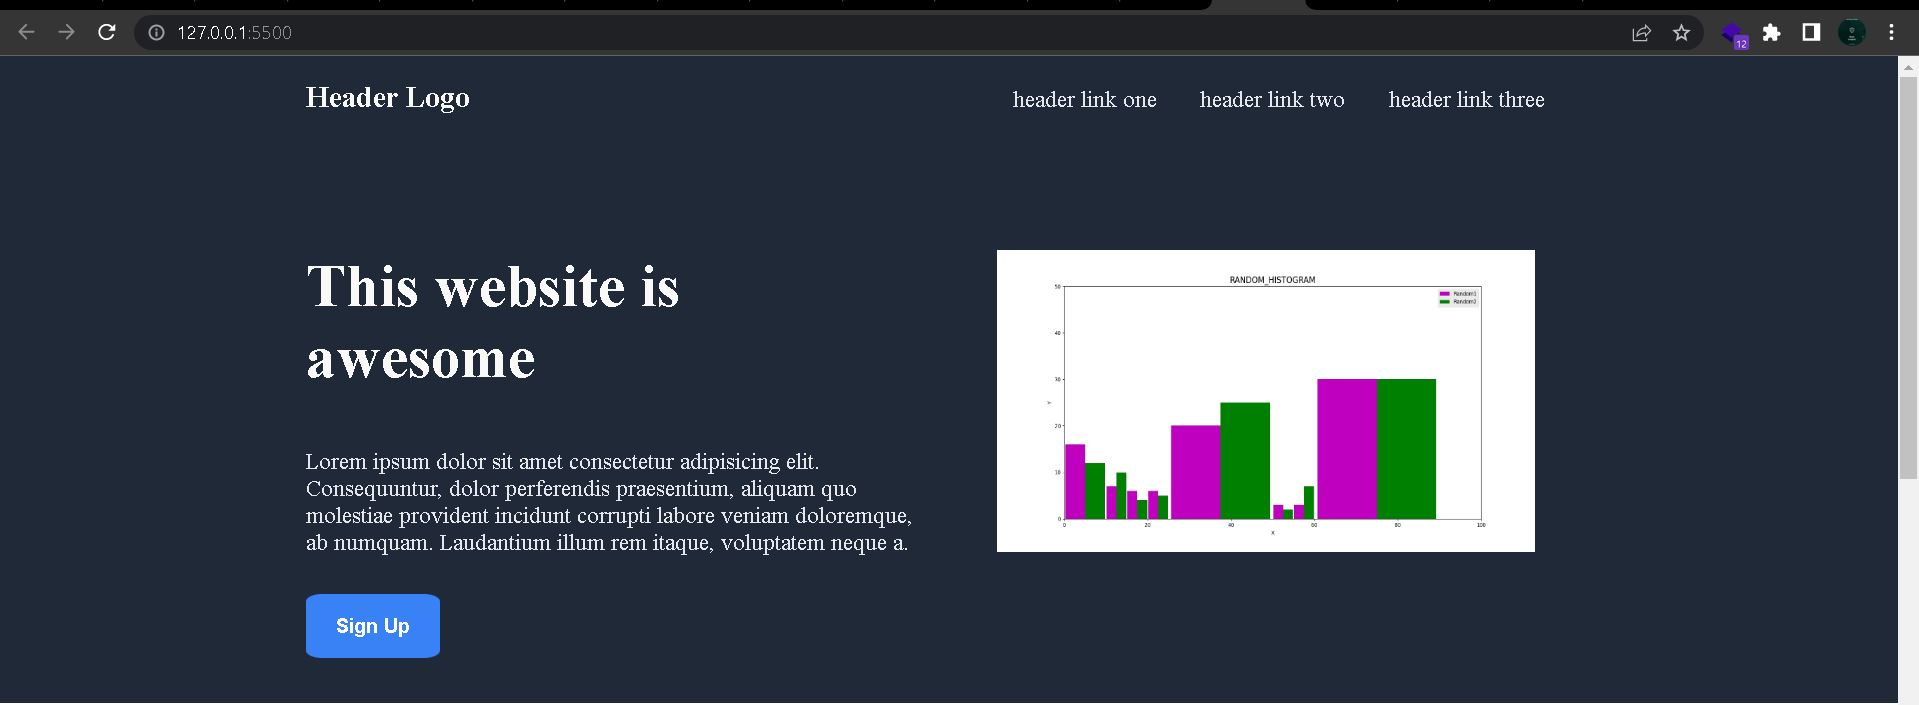 127.0.0.1:5500
12
Header Logo
header link one header link two header link three
This website is
awesome
RANDOM_HISTOGRAM
Random1
Random2
50
40
30
20
10
0
Y
0 20 40 60 80 100
X
Lorem ipsum dolor sit amet consectetur adipisicing elit.
Consequuntur, dolor perferendis praesentium, aliquam quo
molestiae provident incidunt corrupti labore veniam doloremque,
ab numquam. Laudantium illum rem itaque, voluptatem neque a.
Sign Up